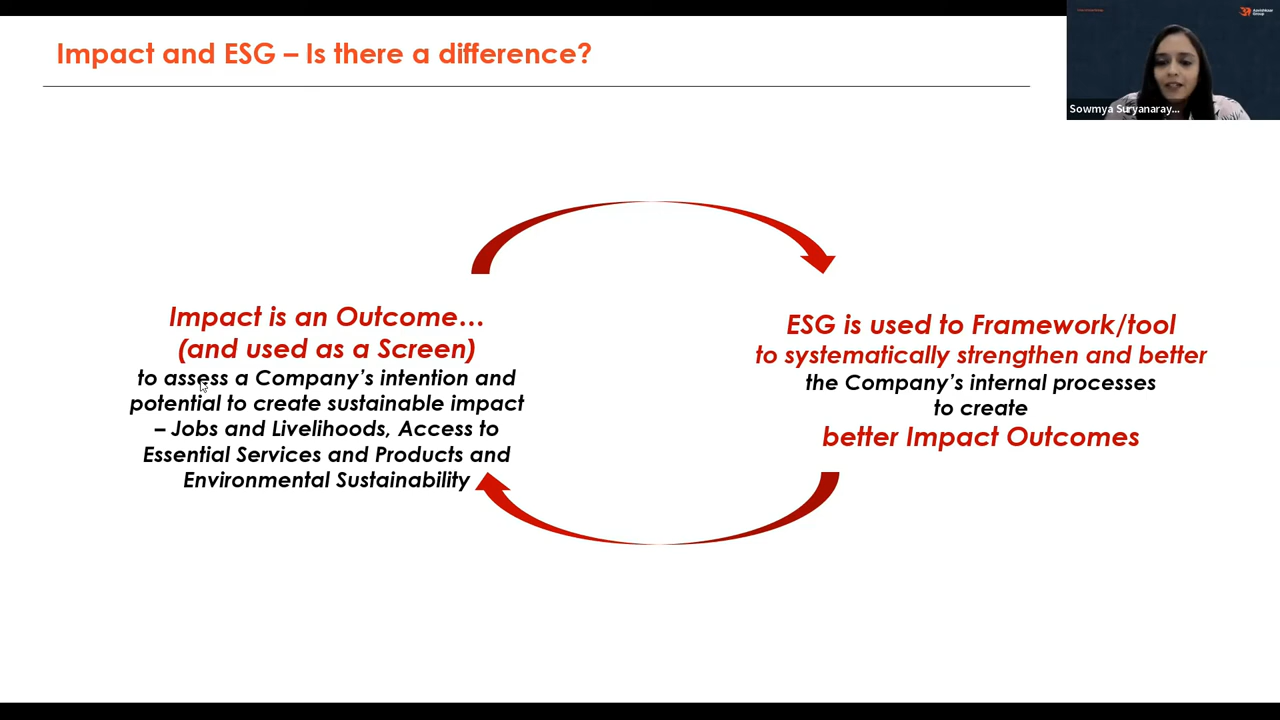 Impact and ESG – Is there a difference?
Sowmya Suryanaray...
Impact is an Outcome…
(and used as a Screen)
to assess a Company’s intention and
potential to create sustainable impact
– Jobs and Livelihoods, Access to
Essential Services and Products and
Environmental Sustainability
ESG is used to Framework/tool
to systematically strengthen and better
the Company’s internal processes
to create
better Impact Outcomes